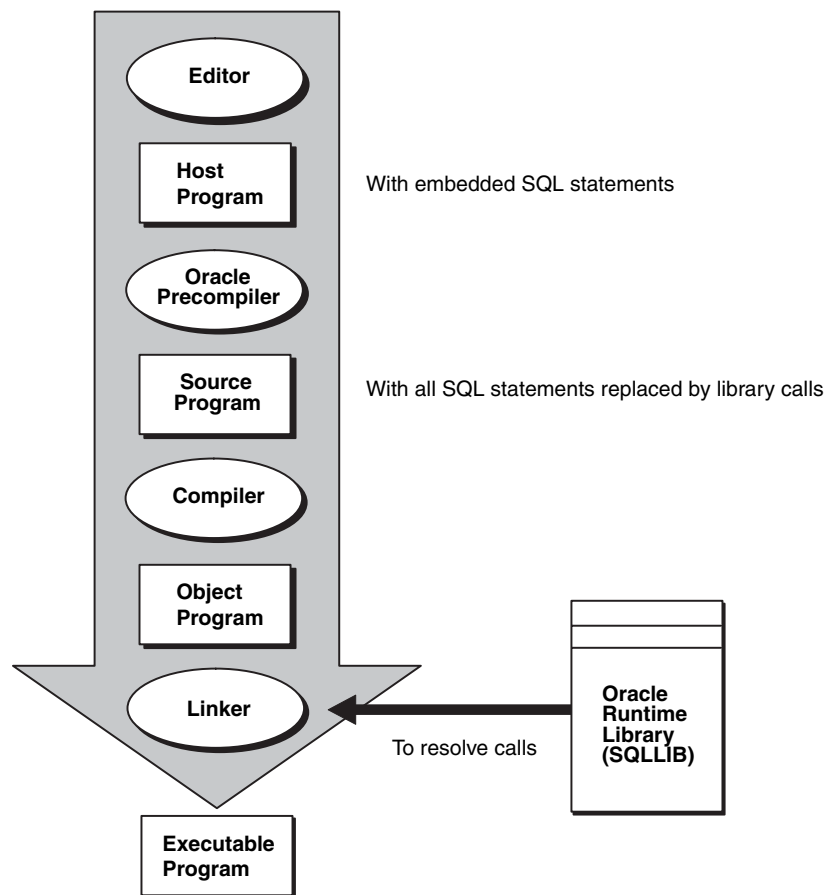 Editor
Host
Program
With embedded SQL statements
Oracle
Precompiler
Source
Program
With all SQL statements replaced by library calls
Compiler
Object
Program
Linker
To resolve calls
Oracle
Runtime
Library
(SQLLIB)
Executable
Program